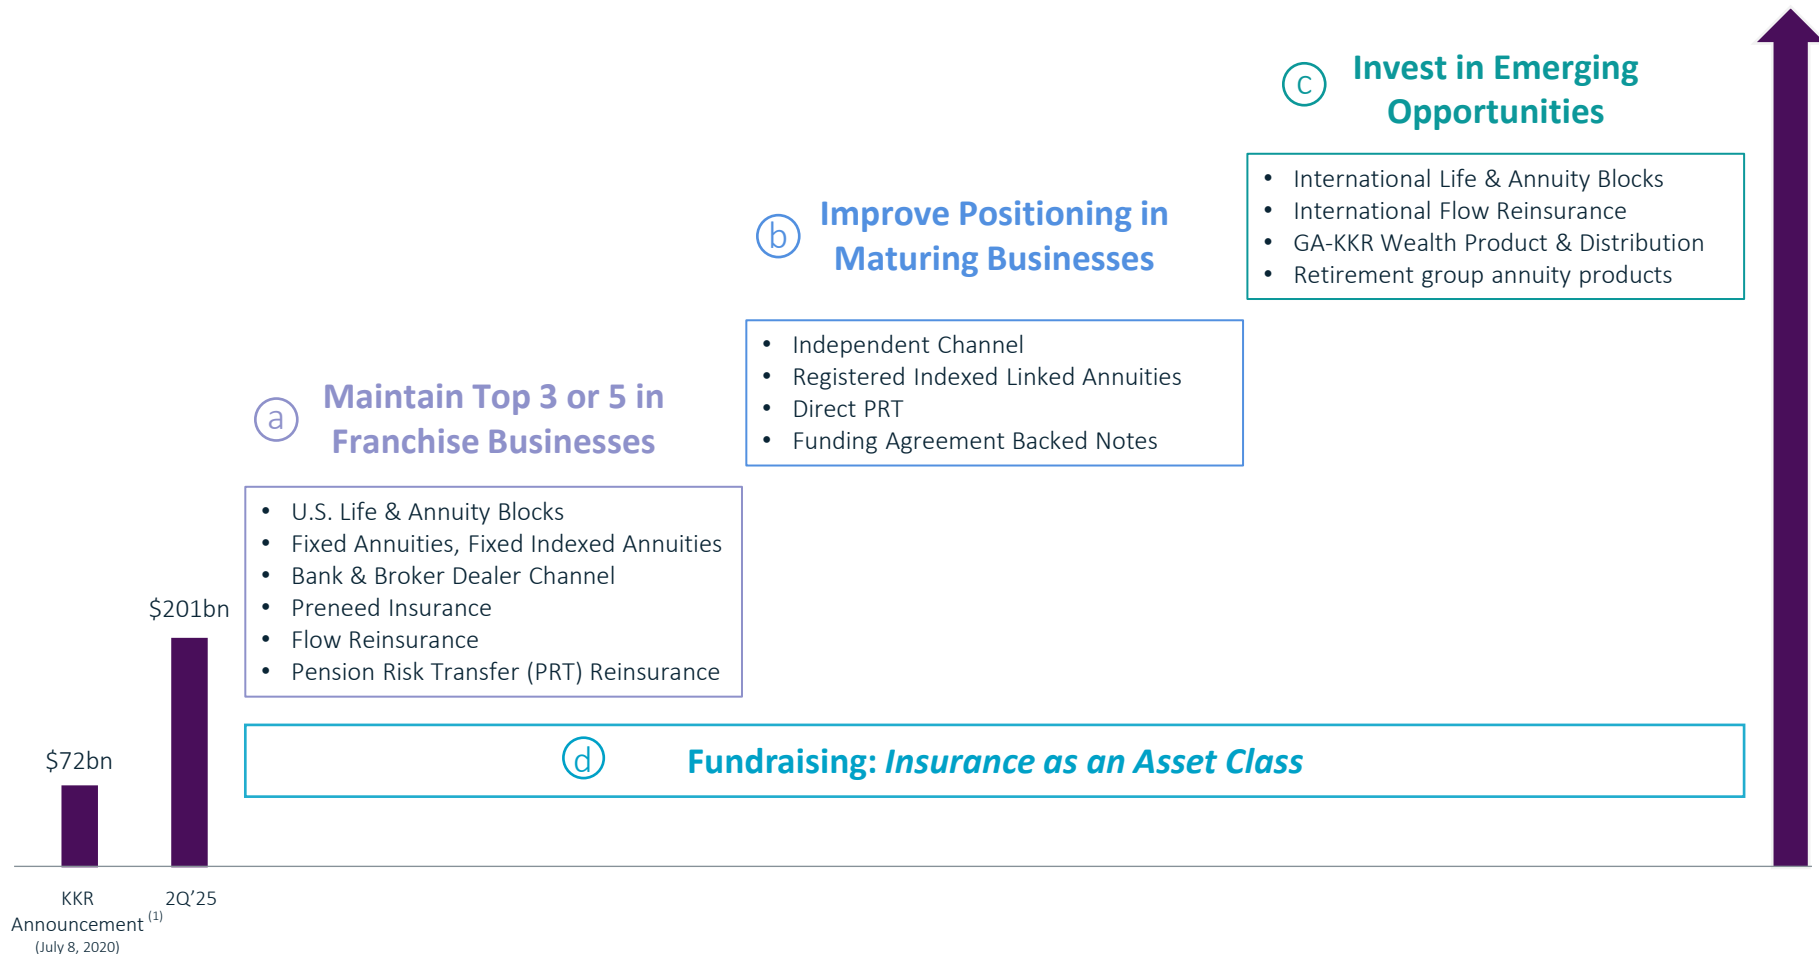 c
Invest in Emerging
Opportunities
• International Life & Annuity Blocks
• International Flow Reinsurance
• GA-KKR Wealth Product & Distribution
• Retirement group annuity products
b
Improve Positioning in
Maturing Businesses
• Independent Channel
• Registered Indexed Linked Annuities
• Direct PRT
• Funding Agreement Backed Notes
a
Maintain Top 3 or 5 in
Franchise Businesses
• U.S. Life & Annuity Blocks
• Fixed Annuities, Fixed Indexed Annuities
• Bank & Broker Dealer Channel
• Preneed Insurance
• Flow Reinsurance
• Pension Risk Transfer (PRT) Reinsurance
$201bn
$72bn
d
Fundraising: Insurance as an Asset Class
KKR
Announcement (1)
(July 8, 2020)
2Q’25